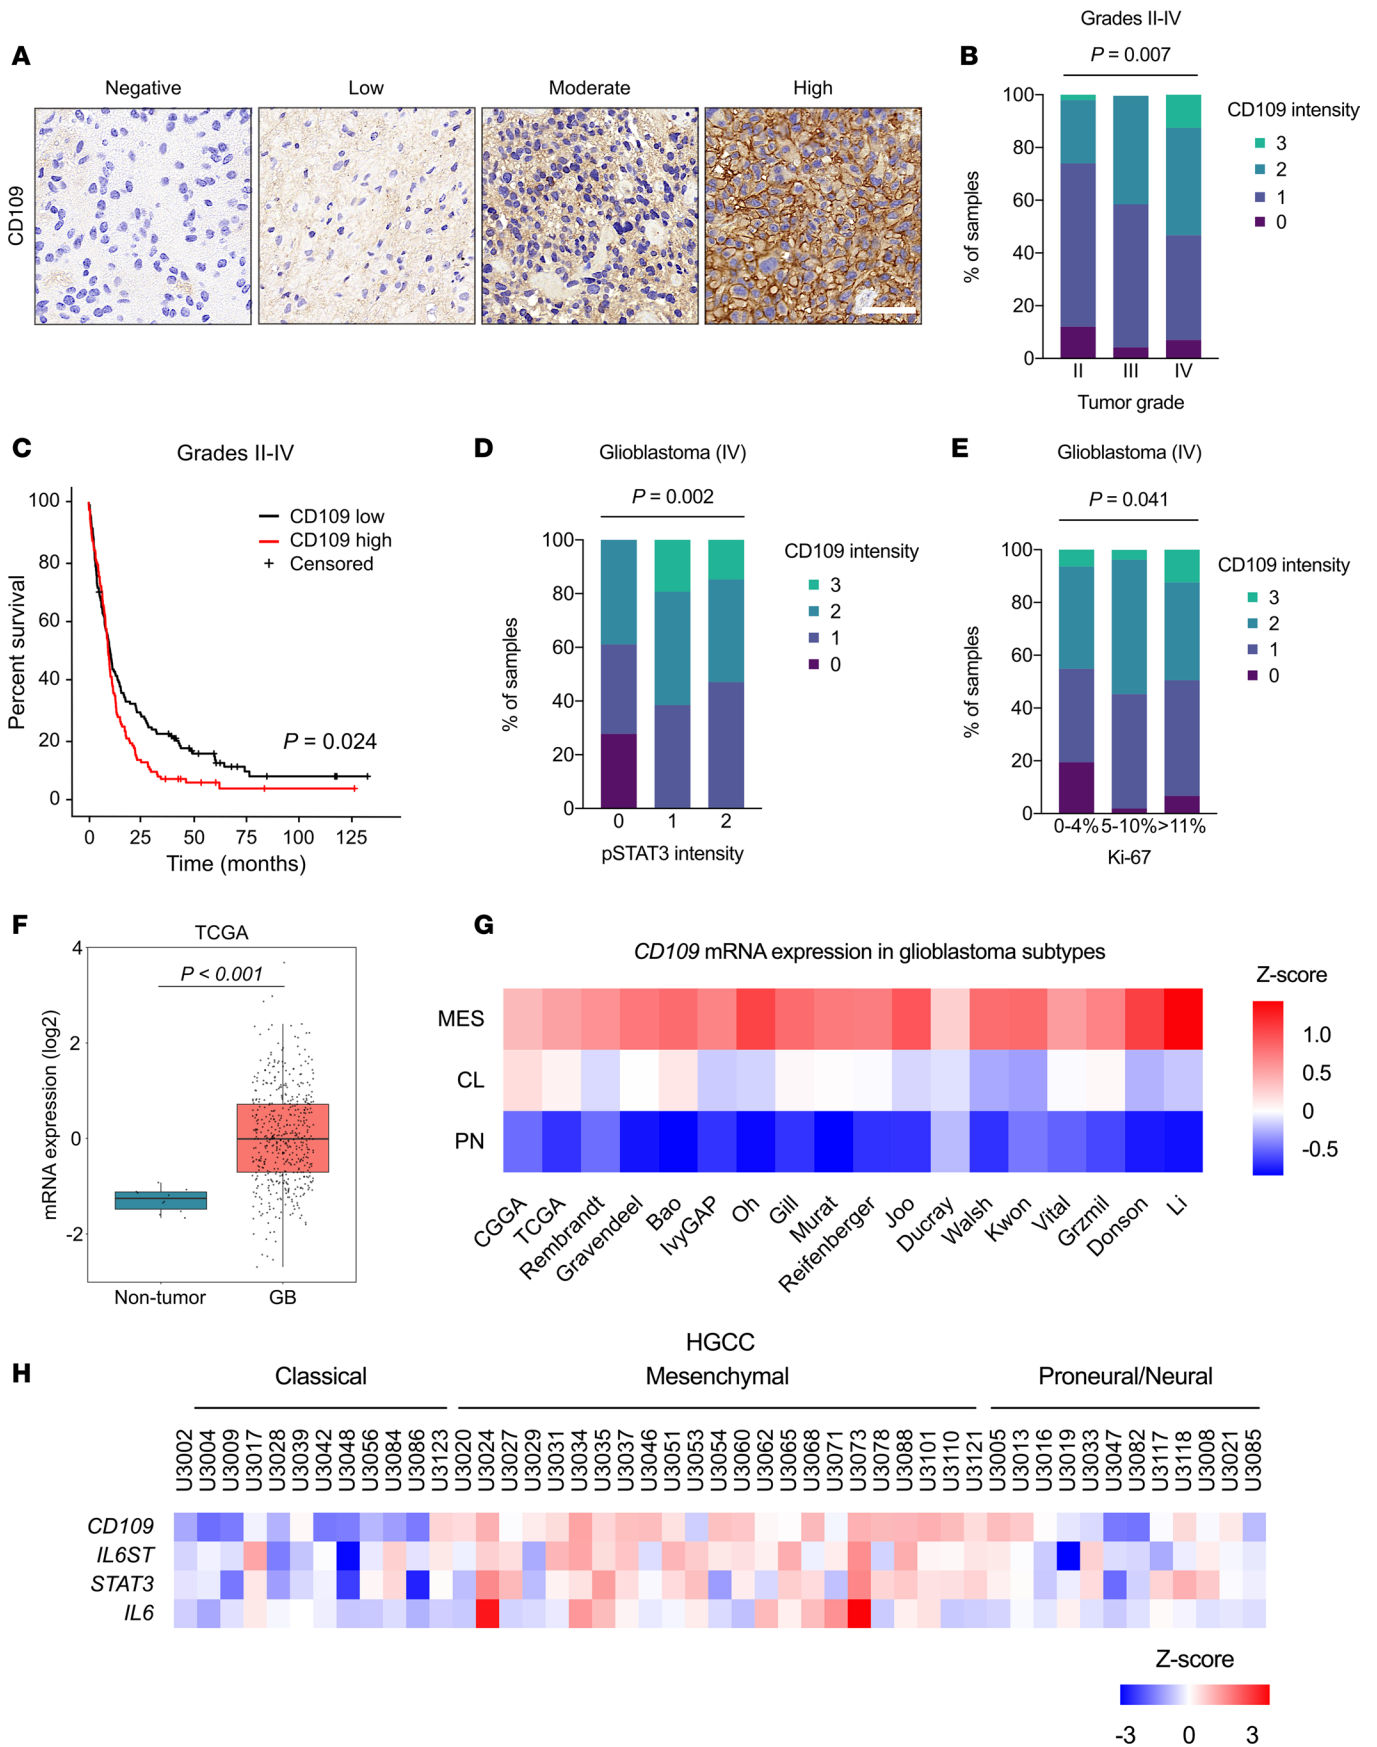 A
Negative
Low
Moderate
High
CD109
B
Grades II-IV
P = 0.007
100
80
60
40
20
0
% of samples
II
III
IV
Tumor grade
CD109 intensity
3
2
1
0
C
Grades II-IV
100
80
60
40
20
0
Percent survival
CD109 low
CD109 high
Censored
P = 0.024
0
25
50
75
100
125
Time (months)
D
Glioblastoma (IV)
P = 0.002
100
80
60
40
20
0
% of samples
0
1
2
pSTAT3 intensity
CD109 intensity
3
2
1
0
E
Glioblastoma (IV)
P = 0.041
100
80
60
40
20
0
% of samples
0-4%
5-10%
>11%
Ki-67
CD109 intensity
3
2
1
0
F
TCGA
P < 0.001
4
2
0
-2
mRNA expression (log2)
Non-tumor
GB
G
CD109 mRNA expression in glioblastoma subtypes
MES
CL
PN
CGGA
TCGA
Rembrandt
Gravendeel
Bao
IvyGAP
Oh
Gill
Murat
Reifenberger
Joo
Ducray
Walsh
Kwon
Vital
Grzmil
Donson
Li
Z-score
1.0
0.5
0
-0.5
H
HGCC
Classical
Mesenchymal
Proneural/Neural
U3002
U3004
U3009
U3017
U3028
U3039
U3042
U3048
U3056
U3084
U3086
U3123
U3020
U3024
U3027
U3029
U3031
U3034
U3035
U3037
U3046
U3051
U3053
U3054
U3060
U3062
U3065
U3068
U3071
U3073
U3078
U3088
U3101
U3110
U3121
U3005
U3013
U3016
U3019
U3033
U3047
U3082
U3117
U3118
U3008
U3021
U3085
CD109
IL6ST
STAT3
IL6
Z-score
-3
0
3